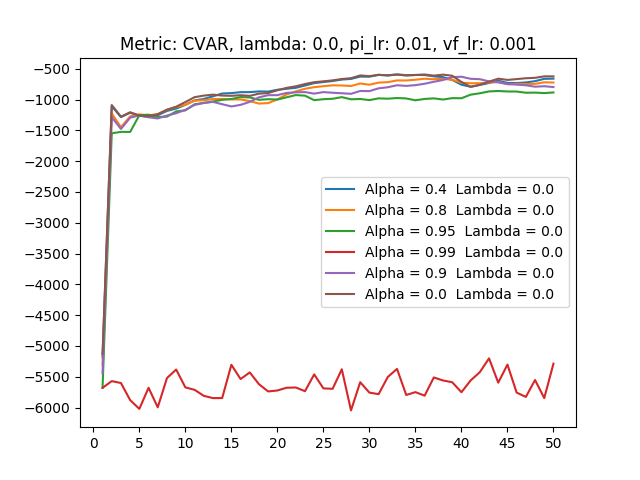 Metric: CVAR, lambda: 0.0, pi_lr: 0.01, vf_lr: 0.001
−500
−1000
−1500
−2000
−2500
−3000
−3500
−4000
−4500
−5000
−5500
−6000
Alpha = 0.4  Lambda = 0.0
Alpha = 0.8  Lambda = 0.0
Alpha = 0.95  Lambda = 0.0
Alpha = 0.99  Lambda = 0.0
Alpha = 0.9  Lambda = 0.0
Alpha = 0.0  Lambda = 0.0
0 5 10 15 20 25 30 35 40 45 50